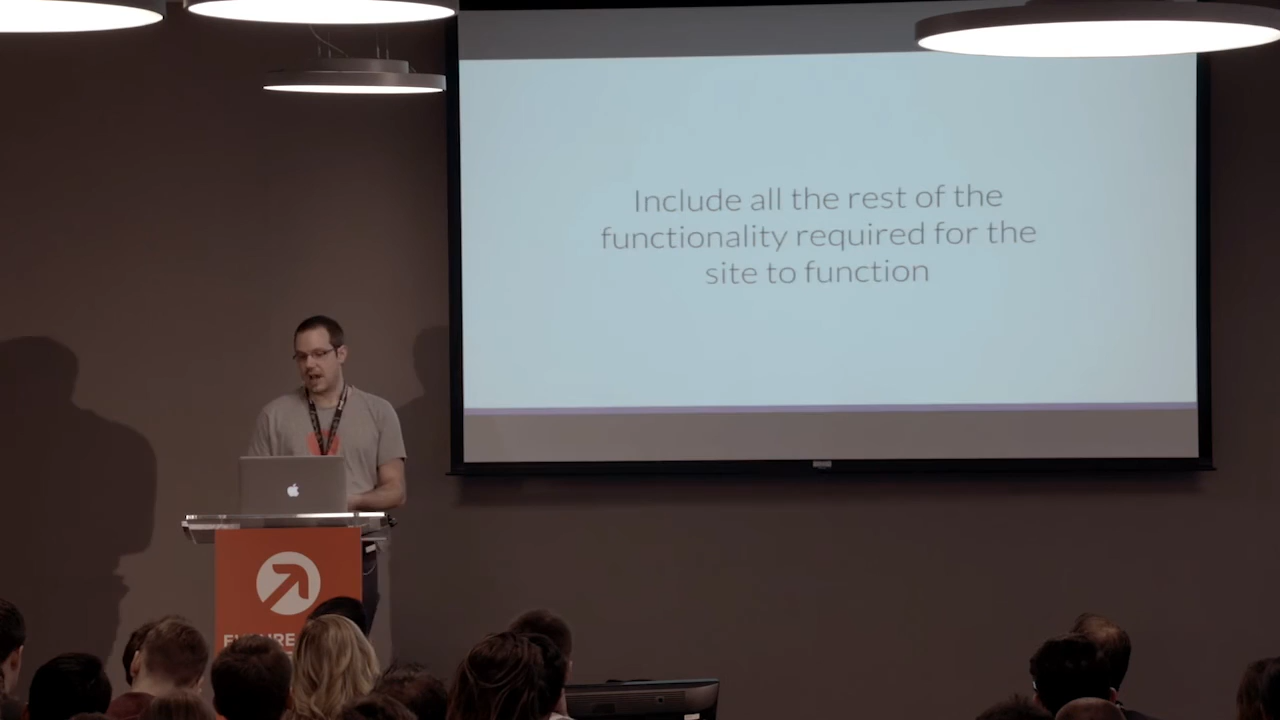 Include all the rest of the
functionality required for the
site to function